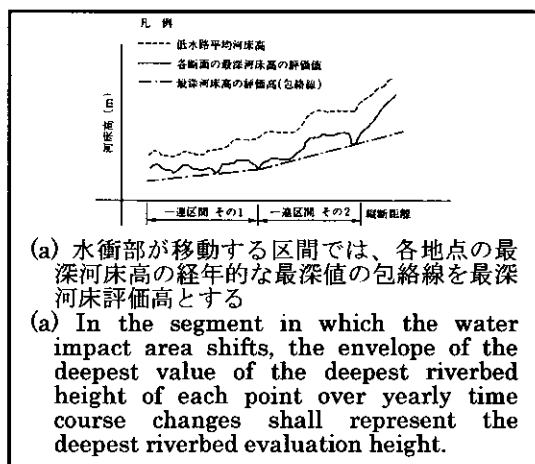 凡 例
低水路平均河床高
各断面の最深河床高の評価値
最深河床高の評価高(包絡線)
河床高(m)
一連区間 その1
一連区間 その2
縦断距離
(a) 水衝部が移動する区間では、各地点の最
深河床高の経年的な最深値の包絡線を最深
河床評価高とする
(a) In the segment in which the water
impact area shifts, the envelope of the
deepest value of the deepest riverbed
height of each point over yearly time
course changes shall represent the
deepest riverbed evaluation height.